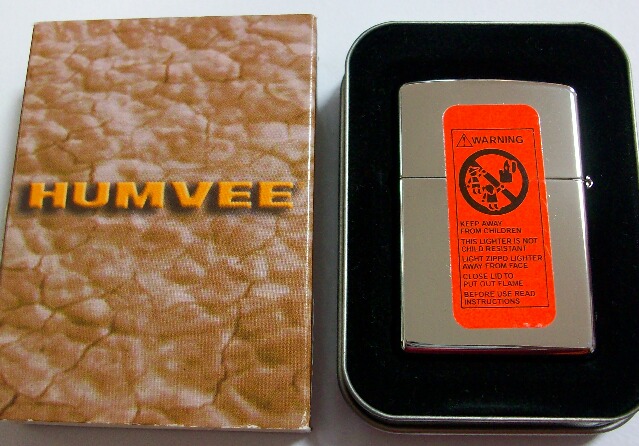 HUMVEE
WARNING
KEEP AWAY
FROM CHILDREN
THIS LIGHTER IS NOT
CHILD RESISTANT
LIGHT ZIPPO LIGHTER
AWAY FROM FACE
CLOSE LID TO
PUT OUT FLAME
BEFORE USE READ
INSTRUCTIONS